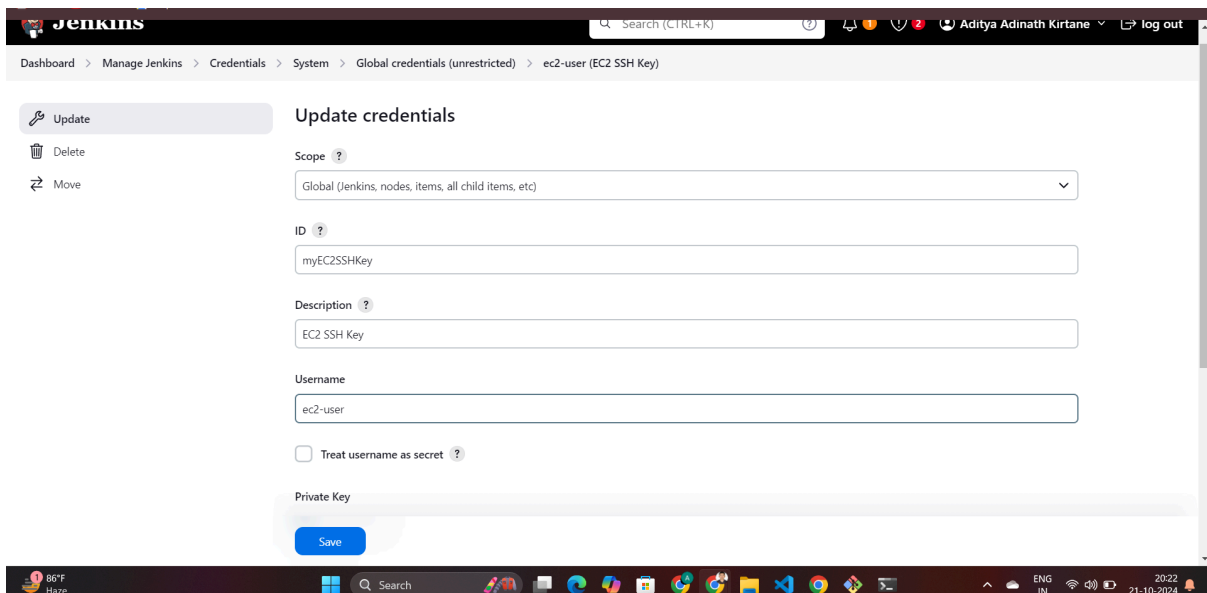 Jenkins
Search (CTRL+K) ? 1 2 Aditya Adinath Kirtane log out
Dashboard > Manage Jenkins > Credentials > System > Global credentials (unrestricted) > ec2-user (EC2 SSH Key)
Update
Delete
Move
Update credentials
Scope ?
Global (Jenkins, nodes, items, all child items, etc)
ID ?
myEC2SSHKey
Description ?
EC2 SSH Key
Username
ec2-user
Treat username as secret ?
Private Key
Save
1 86°F
Haze
Search
ENG
IN
20:22
21-10-2024